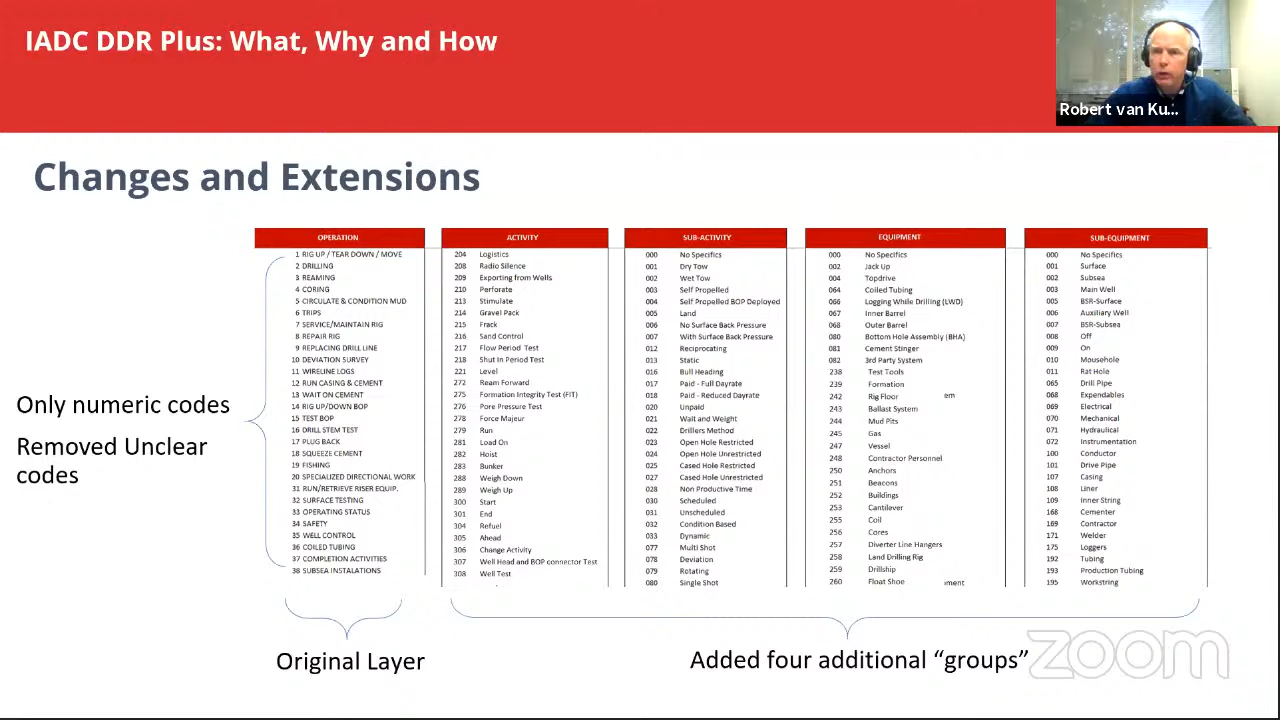 IADC DDR Plus: What, Why and How
Robert van Ku...
Changes and Extensions
OPERATION
1 RIG UP / TEAR DOWN / MOVE
2 DRILLING
3 REAMING
4 CORING
5 CIRCULATE & CONDITION MUD
6 TRIPS
7 SERVICE/MAINTAIN RIG
8 REPAIR RIG
9 REPLACING DRILL LINE
10 DEVIATION SURVEY
11 WIRELINE LOGS
12 RUN CASING & CEMENT
13 WAIT ON CEMENT
14 RIG UP/DOWN BOP
15 TEST BOP
16 DRILL STEM TEST
17 PLUG BACK
18 SQUEEZE CEMENT
19 FISHING
20 SPECIALIZED DIRECTIONAL WORK
31 RUN/RETRIEVE RISER EQUIP.
32 SURFACE TESTING
33 OPERATING STATUS
34 SAFETY
35 WELL CONTROL
36 COILED TUBING
37 COMPLETION ACTIVITIES
38 SUBSEA INSTALATIONS
ACTIVITY
204 Logistics
208 Radio Silence
209 Exporting from Wells
210 Perforate
213 Stimulate
214 Gravel Pack
215 Frack
216 Sand Control
217 Flow Period Test
218 Shut In Period Test
221 Level
272 Ream Forward
275 Formation Integrity Test (FIT)
276 Pore Pressure Test
278 Force Majeur
279 Run
281 Load On
282 Hoist
283 Bunker
288 Weigh Down
289 Weigh Up
300 Start
301 End
304 Refuel
305 Ahead
306 Change Activity
307 Well Head and BOP connector Test
308 Well Test
SUB-ACTIVITY
000 No Specifics
001 Dry Tow
002 Wet Tow
003 Self Propelled
004 Self Propelled BOP Deployed
005 Land
006 No Surface Back Pressure
007 With Surface Back Pressure
012 Reciprocating
013 Static
016 Bull Heading
017 Paid - Full Dayrate
018 Paid - Reduced Dayrate
020 Unpaid
021 Wait and Weight
022 Drillers Method
023 Open Hole Restricted
024 Open Hole Unrestricted
025 Cased Hole Restricted
027 Cased Hole Unrestricted
028 Non Productive Time
030 Scheduled
031 Unscheduled
032 Condition Based
033 Dynamic
077 Multi Shot
078 Deviation
079 Rotating
080 Single Shot
EQUIPMENT
000 No Specifics
002 Jack Up
004 Topdrive
064 Coiled Tubing
066 Logging While Drilling (LWD)
067 Inner Barrel
068 Outer Barrel
080 Bottom Hole Assembly (BHA)
081 Cement Stinger
082 3rd Party System
238 Test Tools
239 Formation
242 Rig Floor em
243 Ballast System
244 Mud Pits
245 Gas
247 Vessel
248 Contractor Personnel
250 Anchors
251 Beacons
252 Buildings
253 Cantilever
255 Coil
256 Cores
257 Diverter Line Hangers
258 Land Drilling Rig
259 Drillship
260 Float Shoe ment
SUB-EQUIPMENT
000 No Specifics
001 Surface
002 Subsea
003 Main Well
005 BSR-Surface
006 Auxiliary Well
007 BSR-Subsea
008 Off
009 On
010 Mousehole
011 Rat Hole
065 Drill Pipe
068 Expendables
069 Electrical
070 Mechanical
071 Hydraulical
072 Instrumentation
100 Conductor
101 Drive Pipe
107 Casing
108 Liner
109 Inner String
168 Cementer
169 Contractor
171 Welder
175 Loggers
192 Tubing
193 Production Tubing
195 Workstring
Only numeric codes
Removed Unclear
codes
Original Layer
Added four additional “groups”
zoom